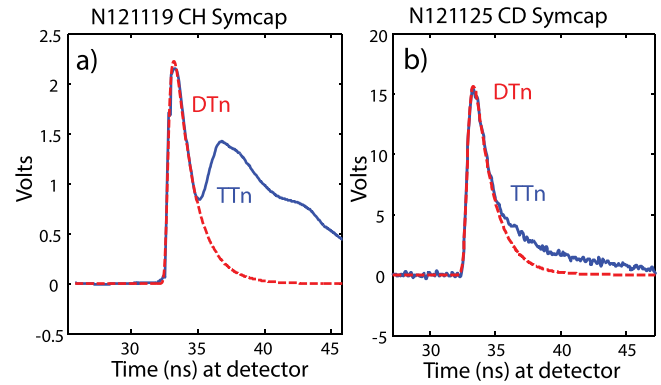 N121119 CH Symcap
a)
DTn
TTn
Volts
2.5
2
1.5
1
0.5
0
-0.5
30
35
40
45
Time (ns) at detector
N121125 CD Symcap
b)
DTn
TTn
Volts
20
15
10
5
0
-5
30
35
40
45
Time (ns) at detector